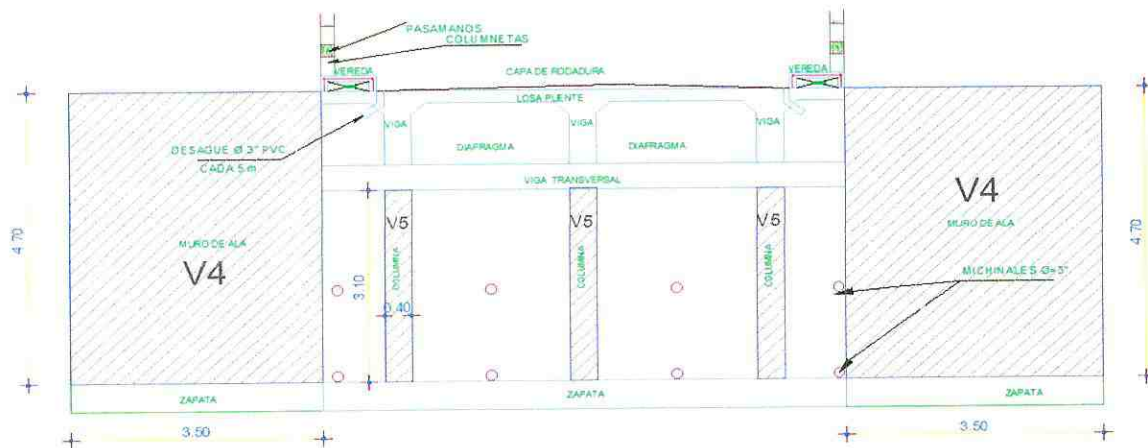 PASAMANOS
COLUMNETAS
VEREDA
CAPA DE RODADURA
VEREDA
LOSA PUENTE
VIGA
VIGA
VIGA
DESAGUE Ø 3" PVC
CADA 5 m
DIAFRAGMA
DIAFRAGMA
VIGA TRANSVERSAL
4.70
MURO DE ALA
V4
3.10
V5
COLUMNA
0.40
V5
COLUMNA
V5
COLUMNA
V4
MURO DE ALA
MICHINALES Ø=3"
4.70
ZAPATA
ZAPATA
ZAPATA
3.50
3.50